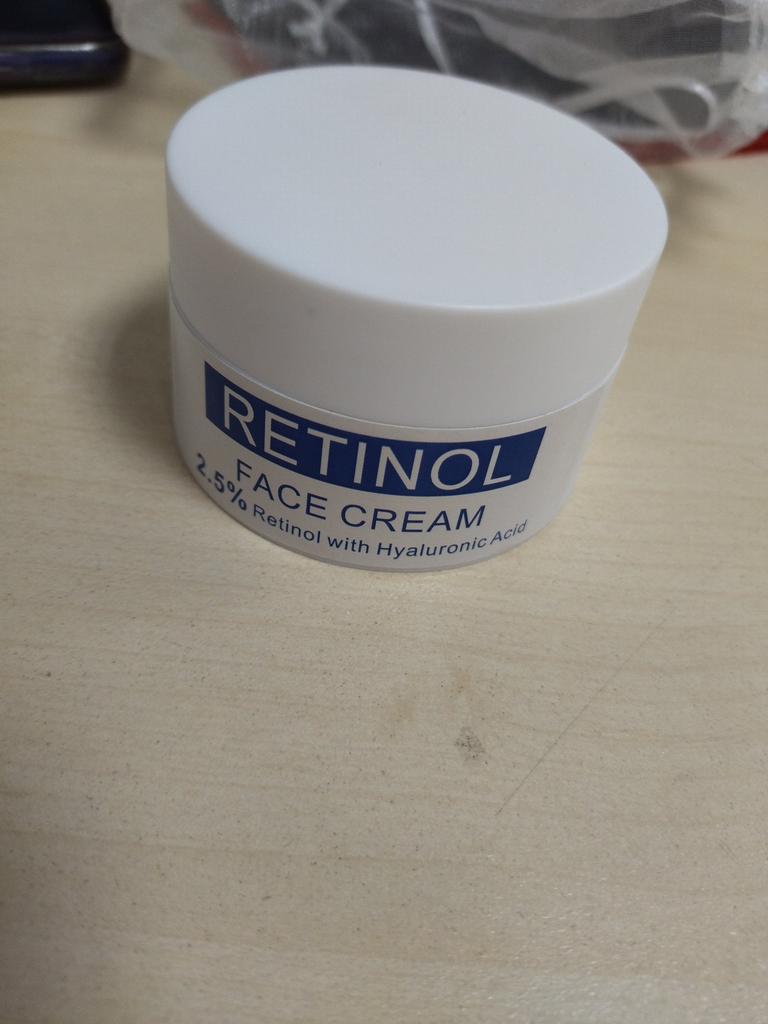 RETINOL
FACE CREAM
2.5% Retinol with Hyaluronic Acid